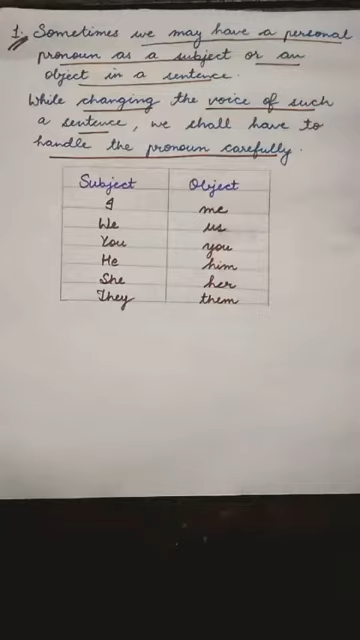 1. Sometimes we may have a personal
pronoun as a subject or an
object in a sentence.
While changing the voice of such
a sentence, we shall have to
handle the pronoun carefully.
Subject Object
I me
We us
You you
He him
She her
They them